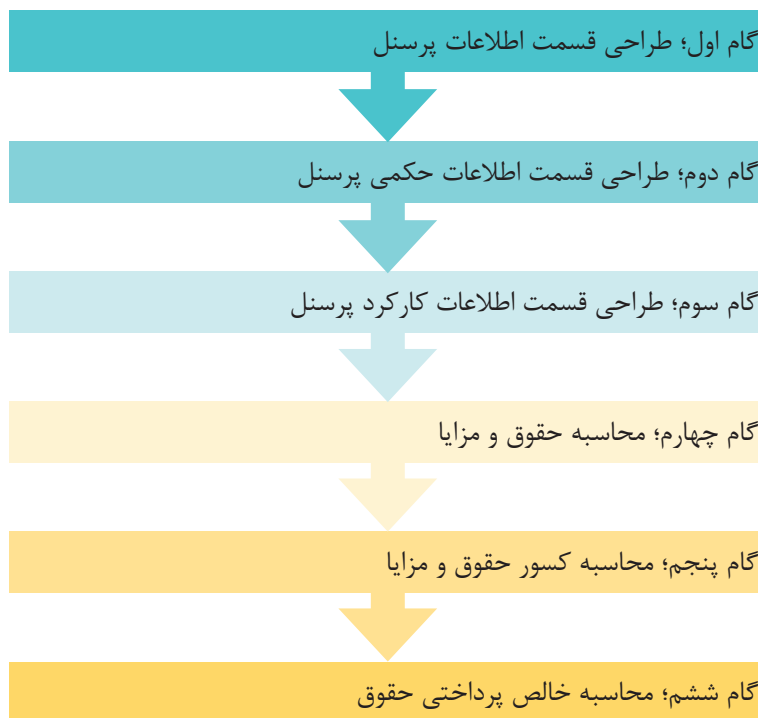 گام اول؛ طراحی قسمت اطلاعات پرسنل
گام دوم؛ طراحی قسمت اطلاعات حکمی پرسنل
گام سوم؛ طراحی قسمت اطلاعات کارکرد پرسنل
گام چهارم؛ محاسبه حقوق و مزایا
گام پنجم؛ محاسبه کسور حقوق و مزایا
گام ششم؛ محاسبه خالص پرداختی حقوق